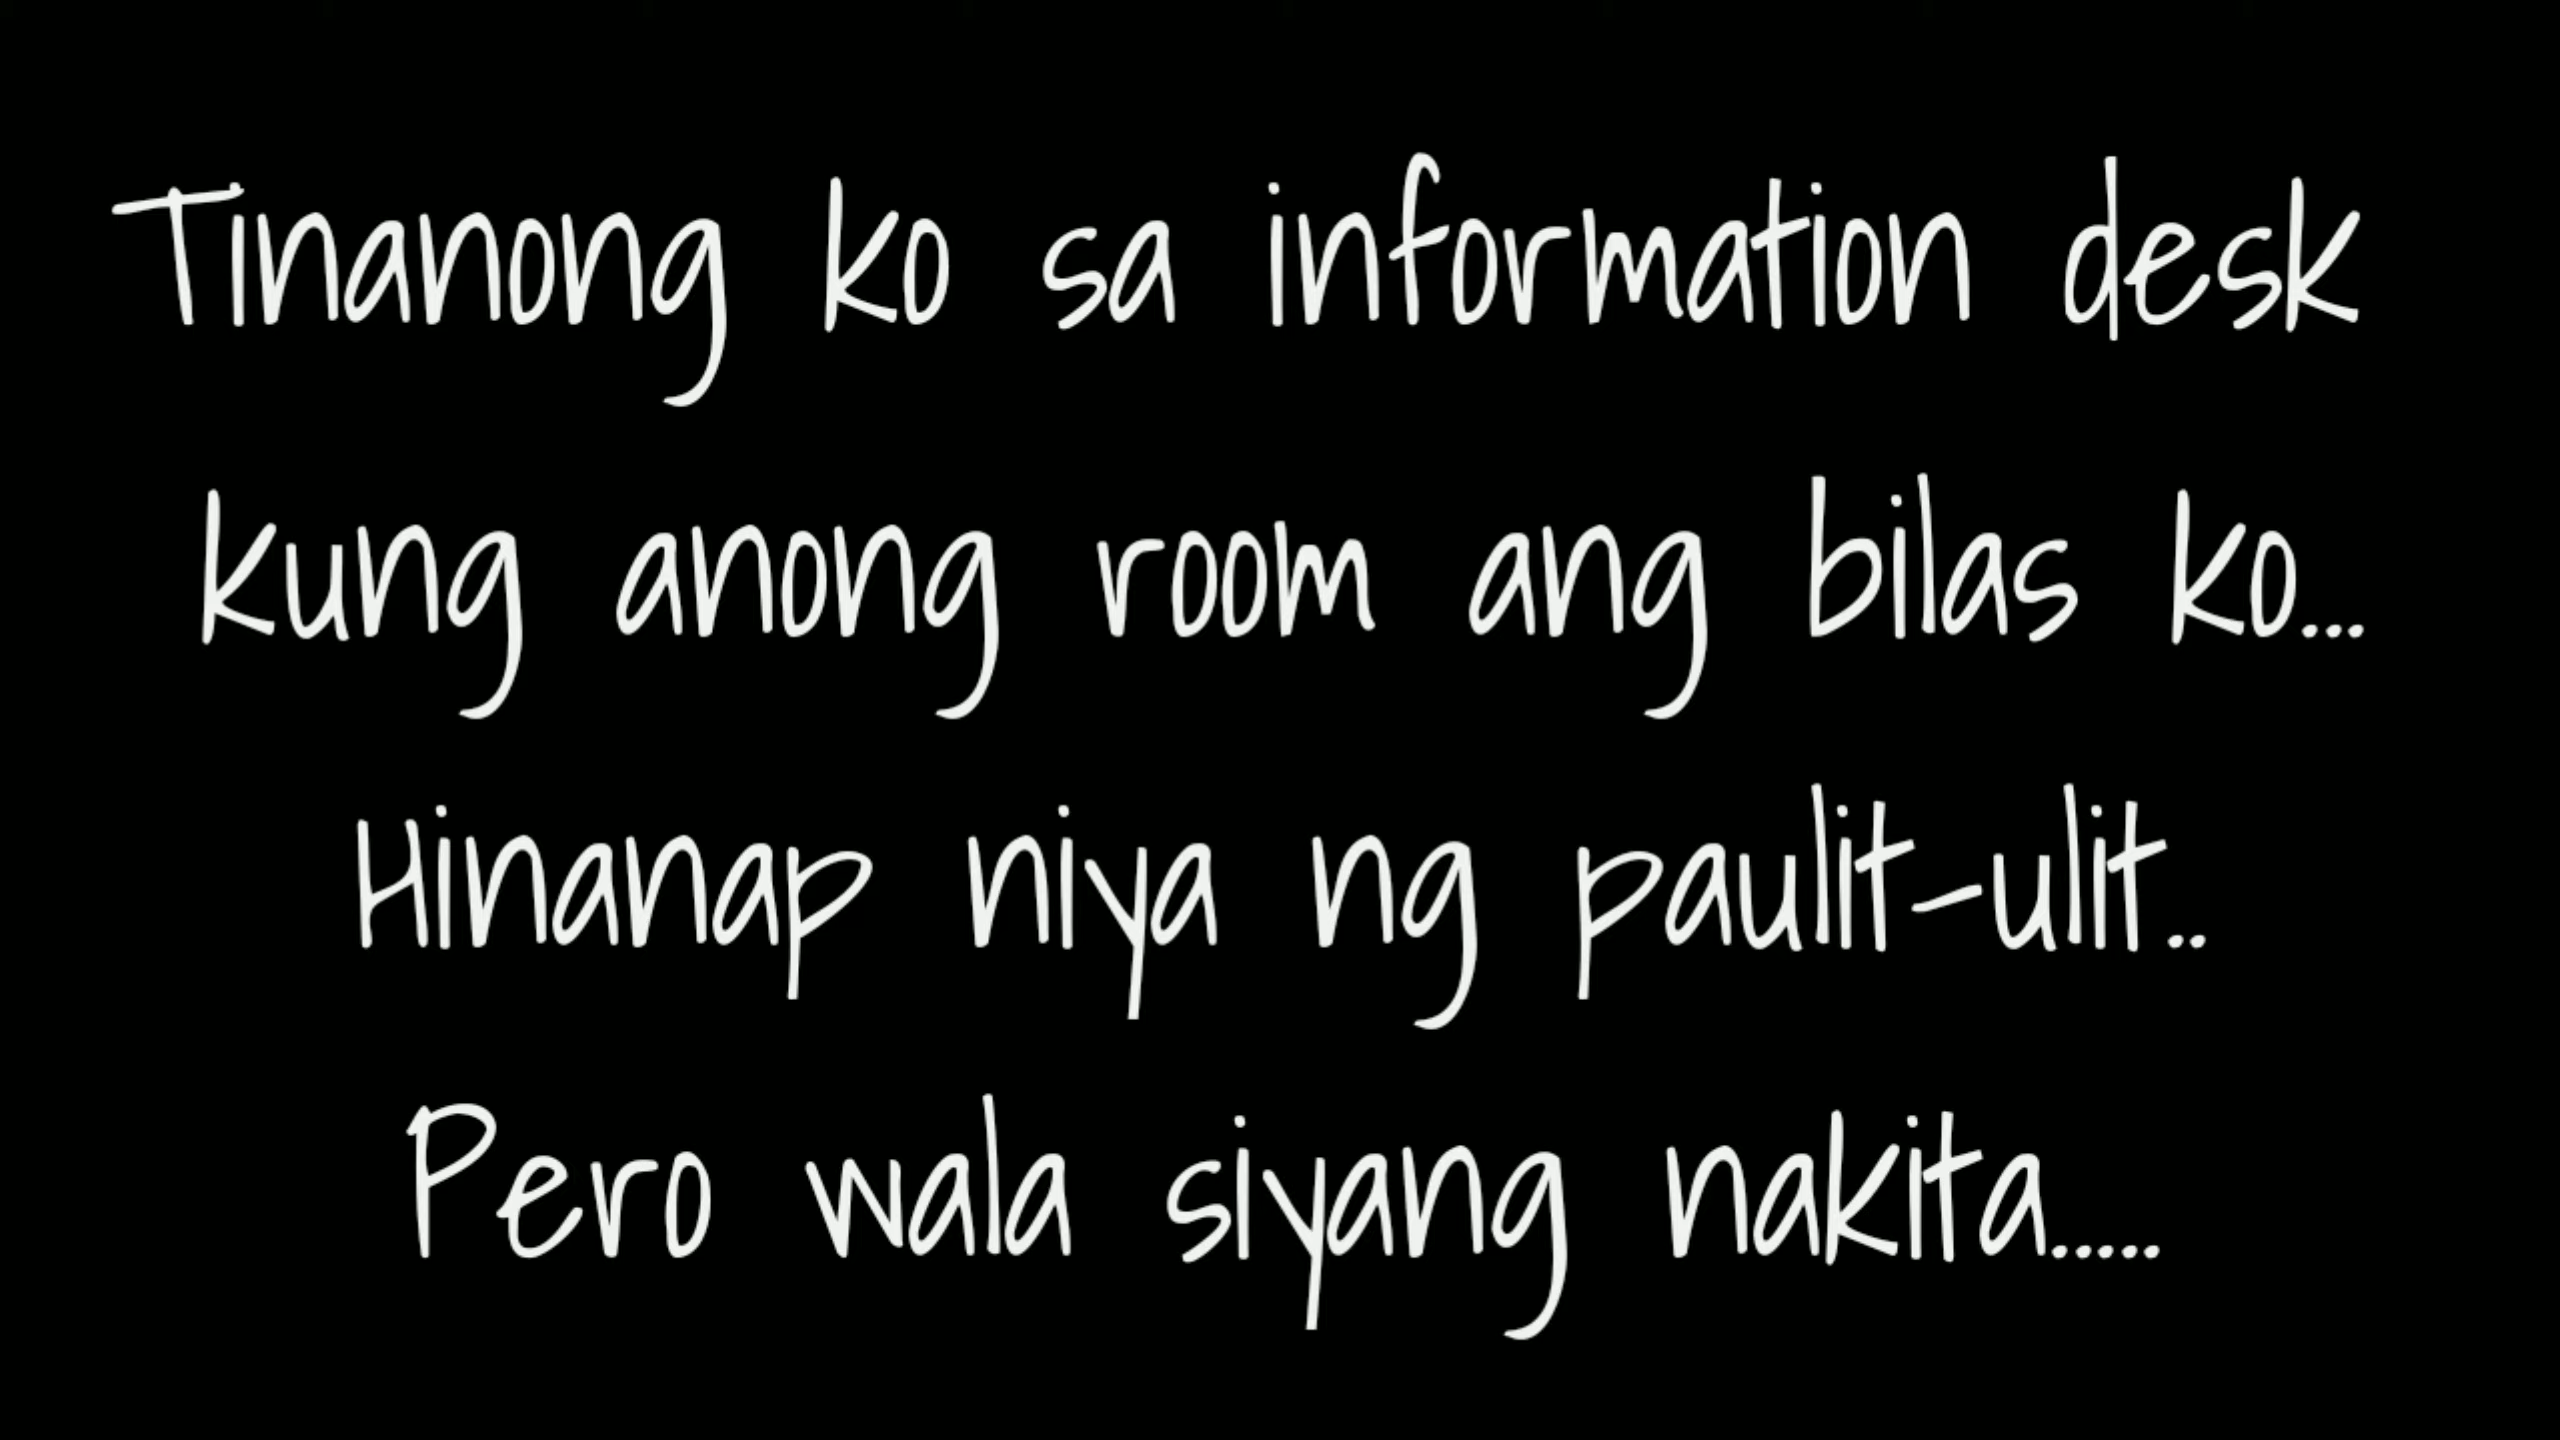 Tinanong ko sa information desk
kung anong room ang bilas ko...
Hinanap niya ng paulit-ulit..
Pero wala siyang nakita.....